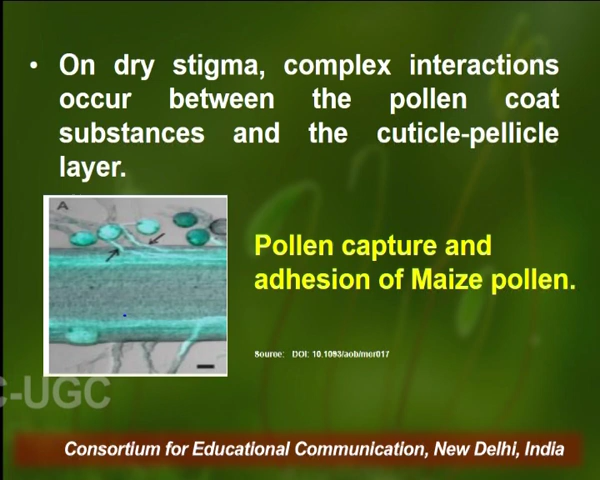 • On dry stigma, complex interactions
occur between the pollen coat
substances and the cuticle-pellicle
layer.
A
Pollen capture and
adhesion of Maize pollen.
Source: DOI: 10.1093/aob/mcr017
C-UGC
Consortium for Educational Communication, New Delhi, India